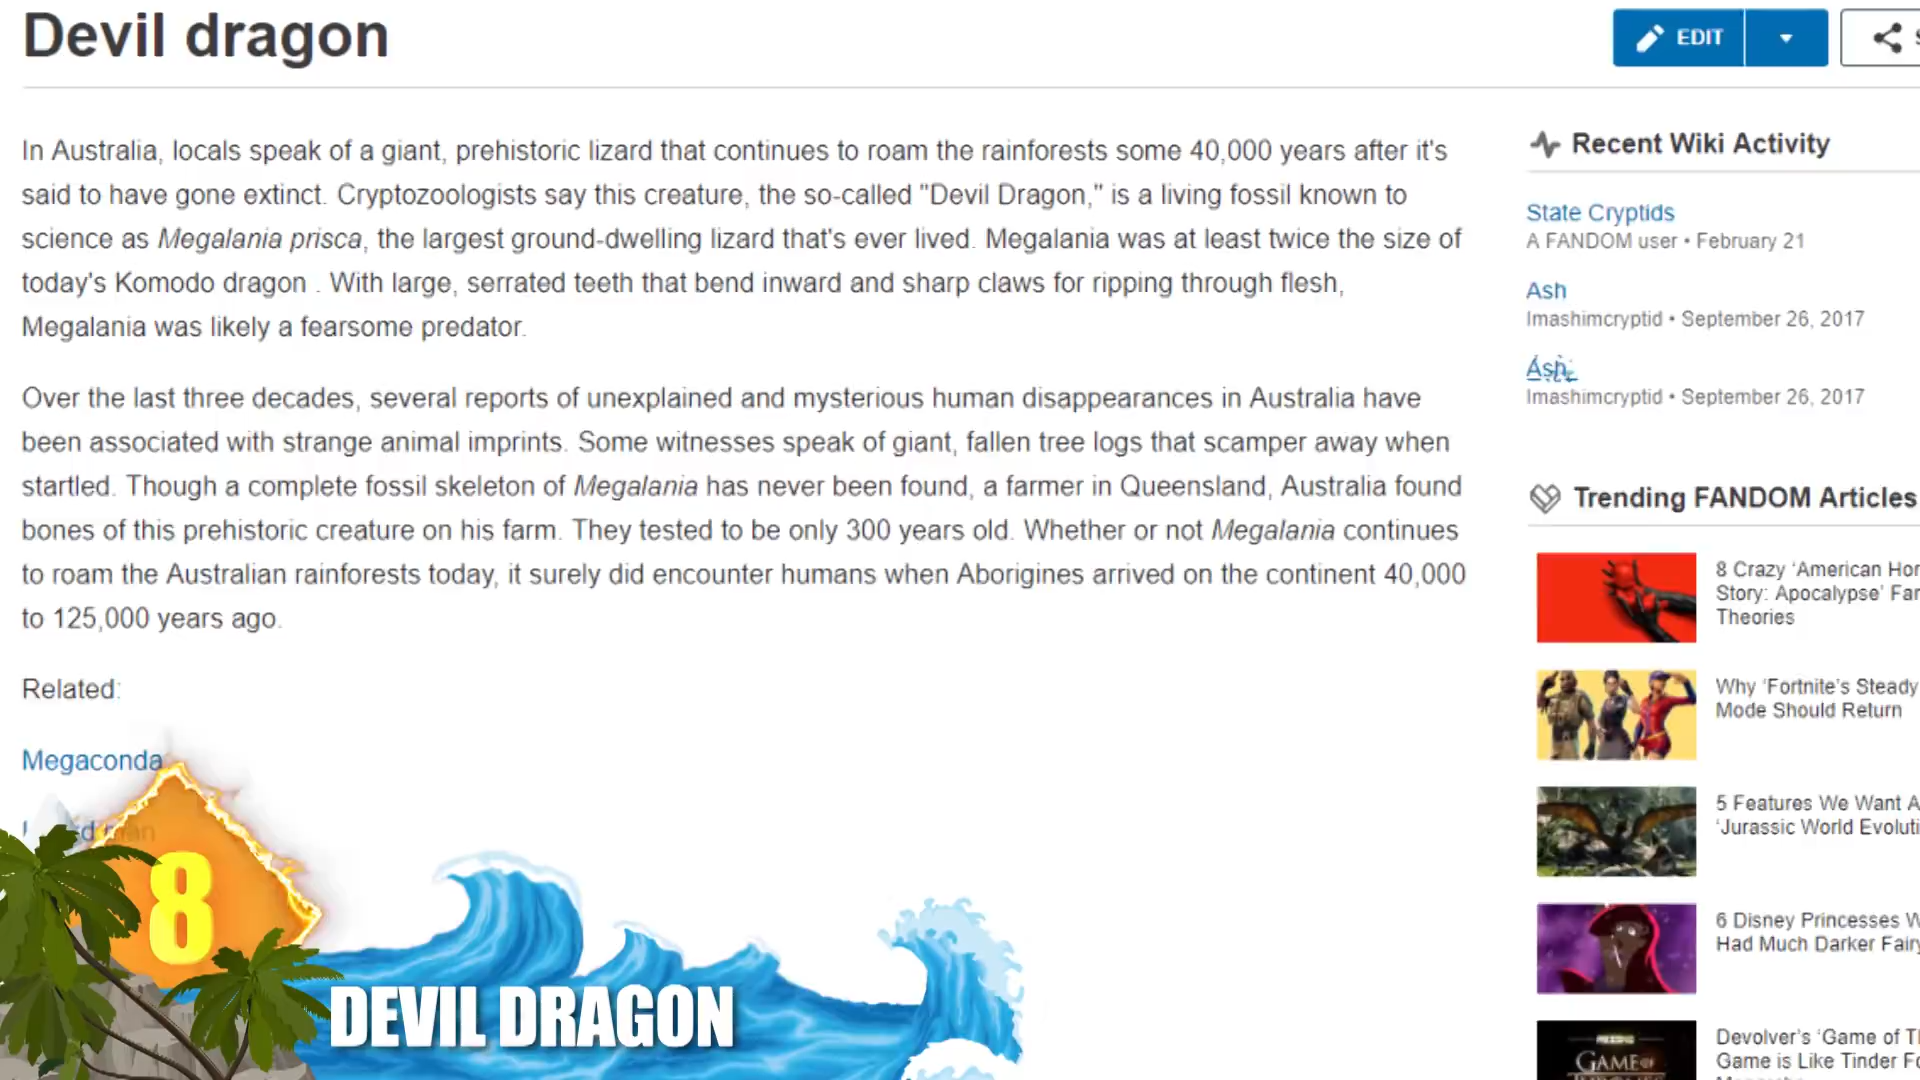 Devil dragon
EDIT
In Australia, locals speak of a giant, prehistoric lizard that continues to roam the rainforests some 40,000 years after it's
said to have gone extinct. Cryptozoologists say this creature, the so-called "Devil Dragon," is a living fossil known to
science as Megalania prisca, the largest ground-dwelling lizard that's ever lived. Megalania was at least twice the size of
today's Komodo dragon . With large, serrated teeth that bend inward and sharp claws for ripping through flesh,
Megalania was likely a fearsome predator.
Over the last three decades, several reports of unexplained and mysterious human disappearances in Australia have
been associated with strange animal imprints. Some witnesses speak of giant, fallen tree logs that scamper away when
startled. Though a complete fossil skeleton of Megalania has never been found, a farmer in Queensland, Australia found
bones of this prehistoric creature on his farm. They tested to be only 300 years old. Whether or not Megalania continues
to roam the Australian rainforests today, it surely did encounter humans when Aborigines arrived on the continent 40,000
to 125,000 years ago.
Related:
Megaconda
8
DEVIL DRAGON
Recent Wiki Activity
State Cryptids
A FANDOM user • February 21
Ash
Imashimcryptid • September 26, 2017
Imashimcryptid • September 26, 2017
Trending FANDOM Articles
8 Crazy ‘American
Story: Apocalypse’
Theories
Why ‘Fortnite’s Steady
Mode Should Return
5 Features We Want
‘Jurassic World
6 Disney Princesses
Had Much Darker
Devolver’s ‘Game of
Game is Like Tinder
GAME OF